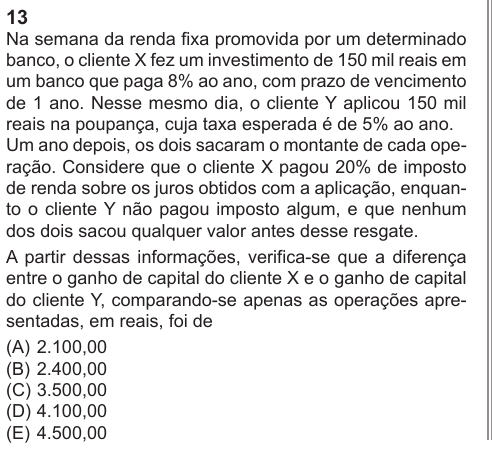 13
Na semana da renda fixa promovida por um determinado
banco, o cliente X fez um investimento de 150 mil reais em
um banco que paga 8% ao ano, com prazo de vencimento
de 1 ano. Nesse mesmo dia, o cliente Y aplicou 150 mil
reais na poupança, cuja taxa esperada é de 5% ao ano.
Um ano depois, os dois sacaram o montante de cada ope-
ração. Considere que o cliente X pagou 20% de imposto
de renda sobre os juros obtidos com a aplicação, enquan-
to o cliente Y não pagou imposto algum, e que nenhum
dos dois sacou qualquer valor antes desse resgate.
A partir dessas informações, verifica-se que a diferença
entre o ganho de capital do cliente X e o ganho de capital
do cliente Y, comparando-se apenas as operações apre-
sentadas, em reais, foi de
(A) 2.100,00
(B) 2.400,00
(C) 3.500,00
(D) 4.100,00
(E) 4.500,00